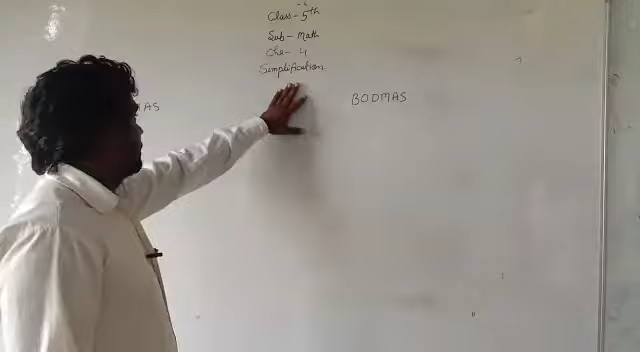 Class - 5th
Sub - Math
Cha - 4
Simplification
AS
BODMAS